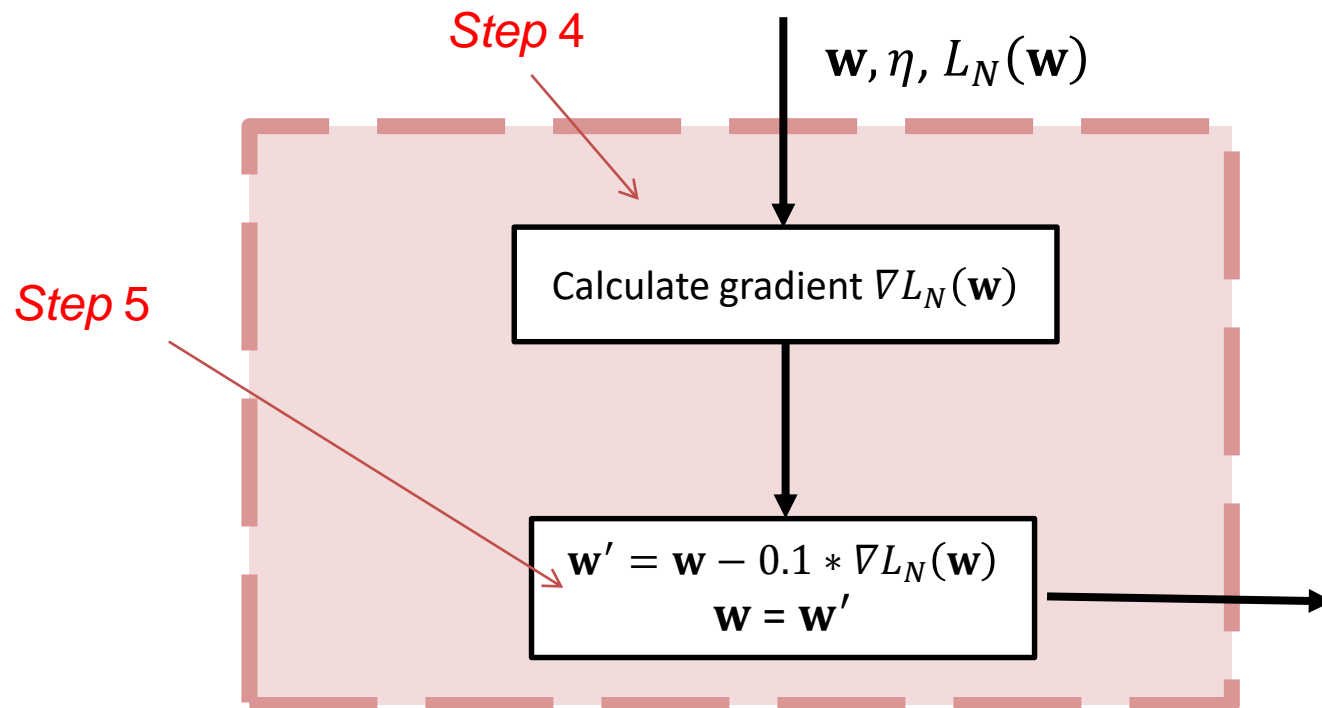 Step 4
𝐰, 𝜂, 𝐿_𝑁(𝐰)
Calculate gradient 𝛻𝐿_𝑁(𝐰)
Step 5
𝐰′ = 𝐰 − 0.1 ∗ 𝛻𝐿_𝑁(𝐰)
𝐰 = 𝐰′